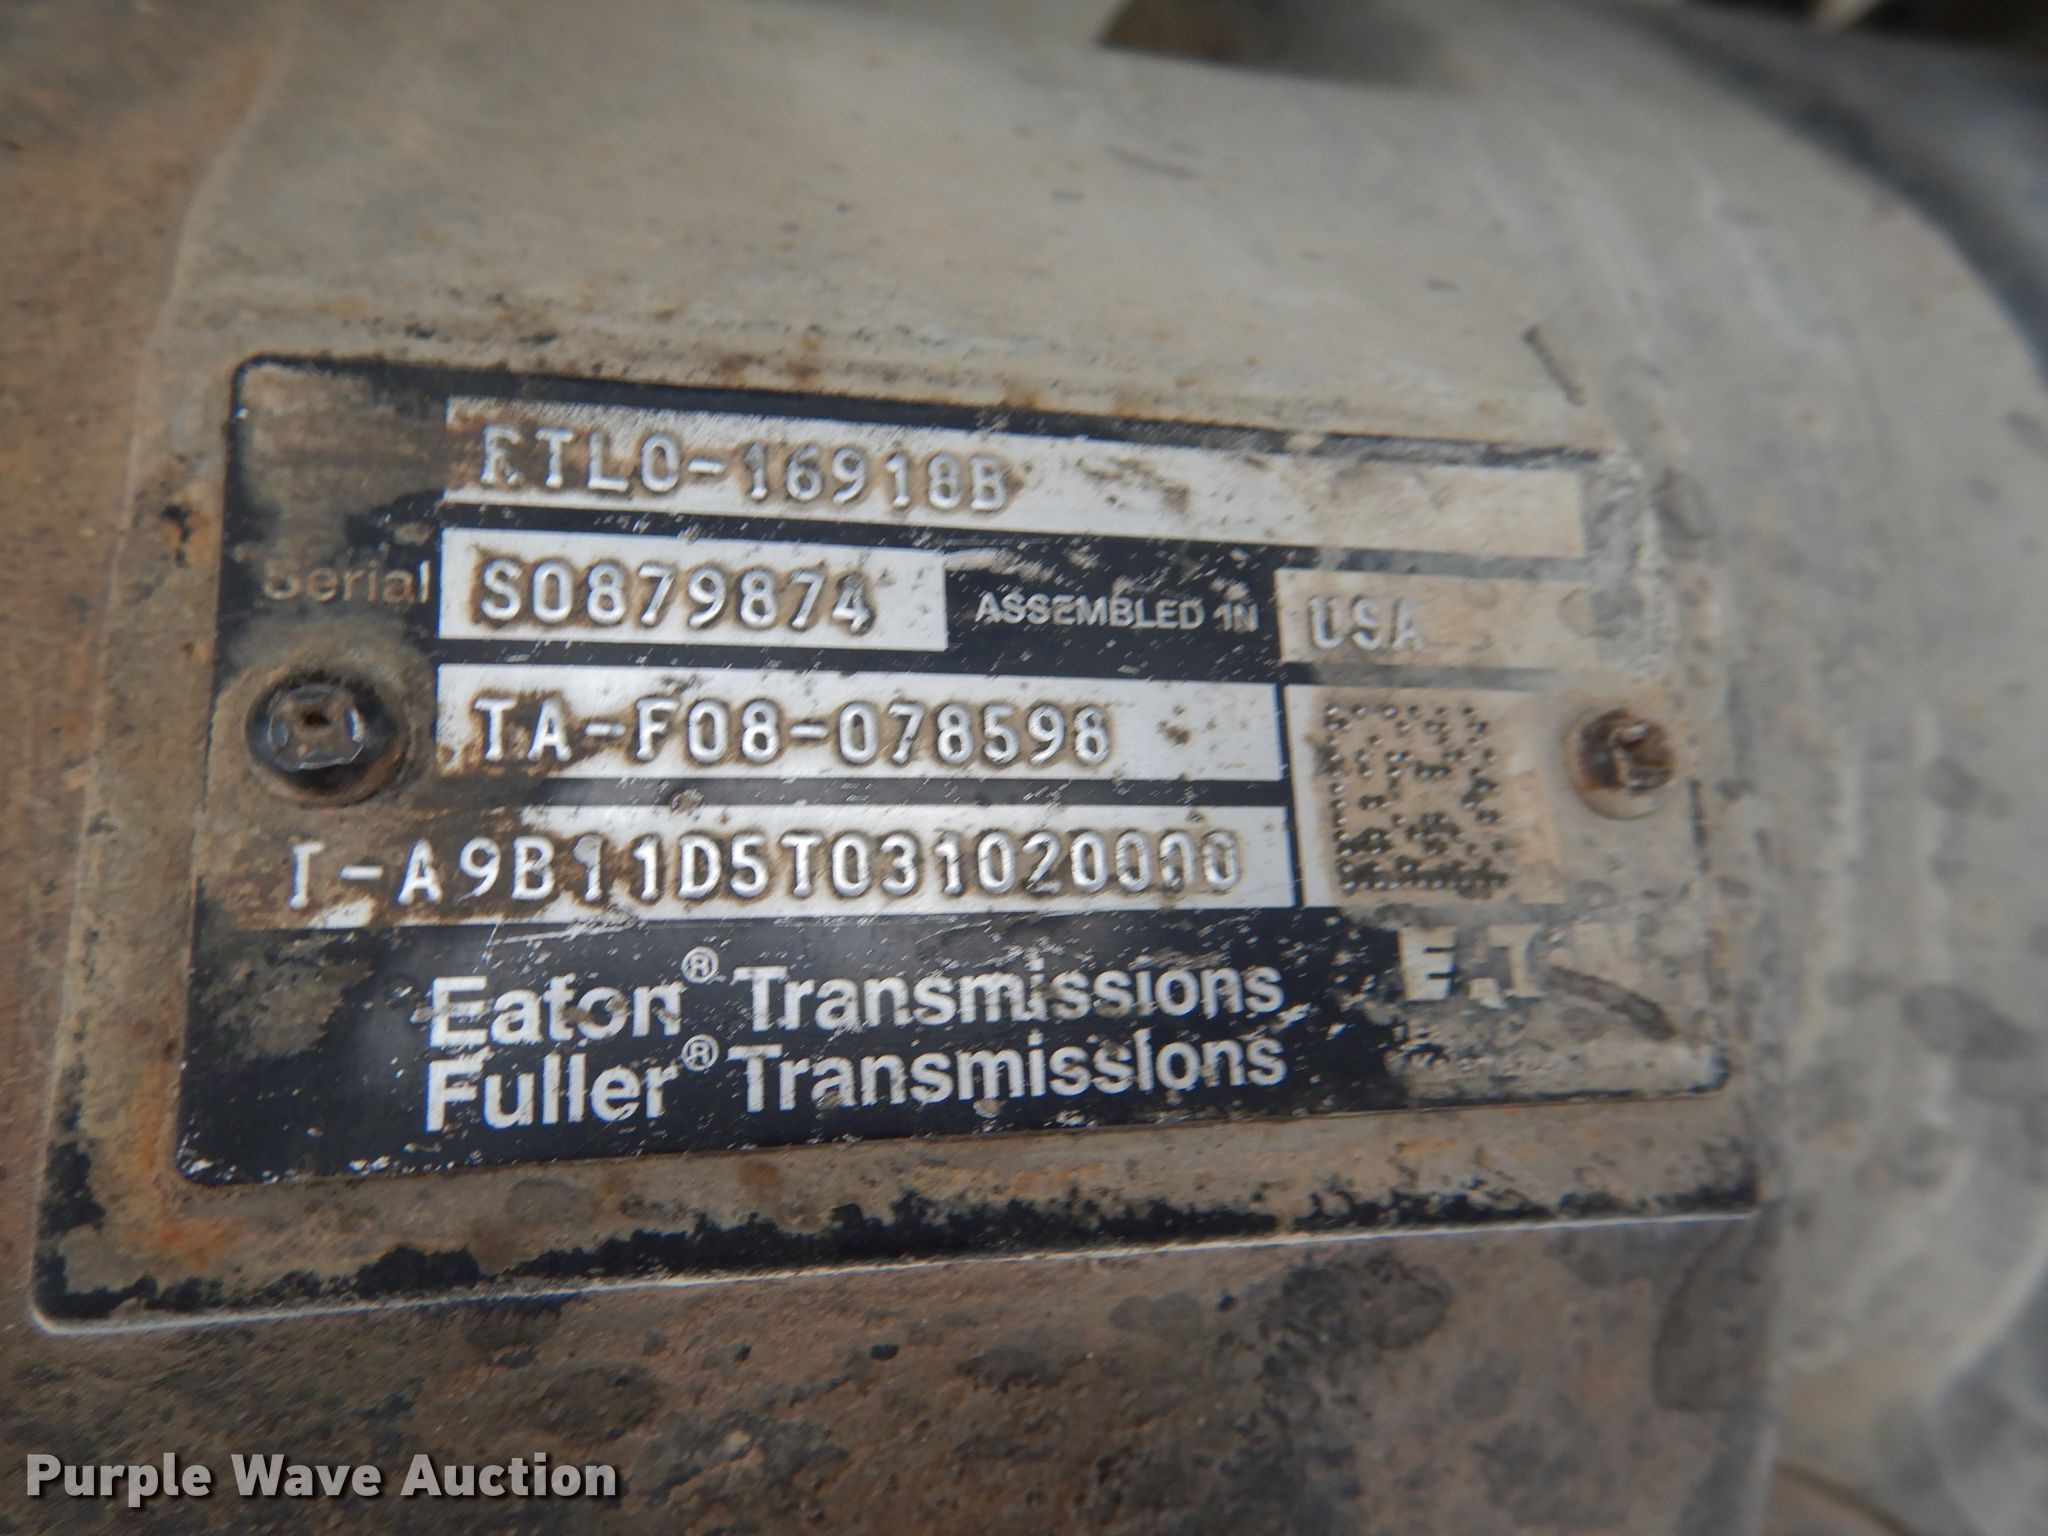 RTLO-16918B
Serial S0879874 ASSEMBLED IN USA
TA-F08-078598
T-A9B11D5T031020000
Eaton® Transmissions
Fuller® Transmissions
Purple Wave Auction